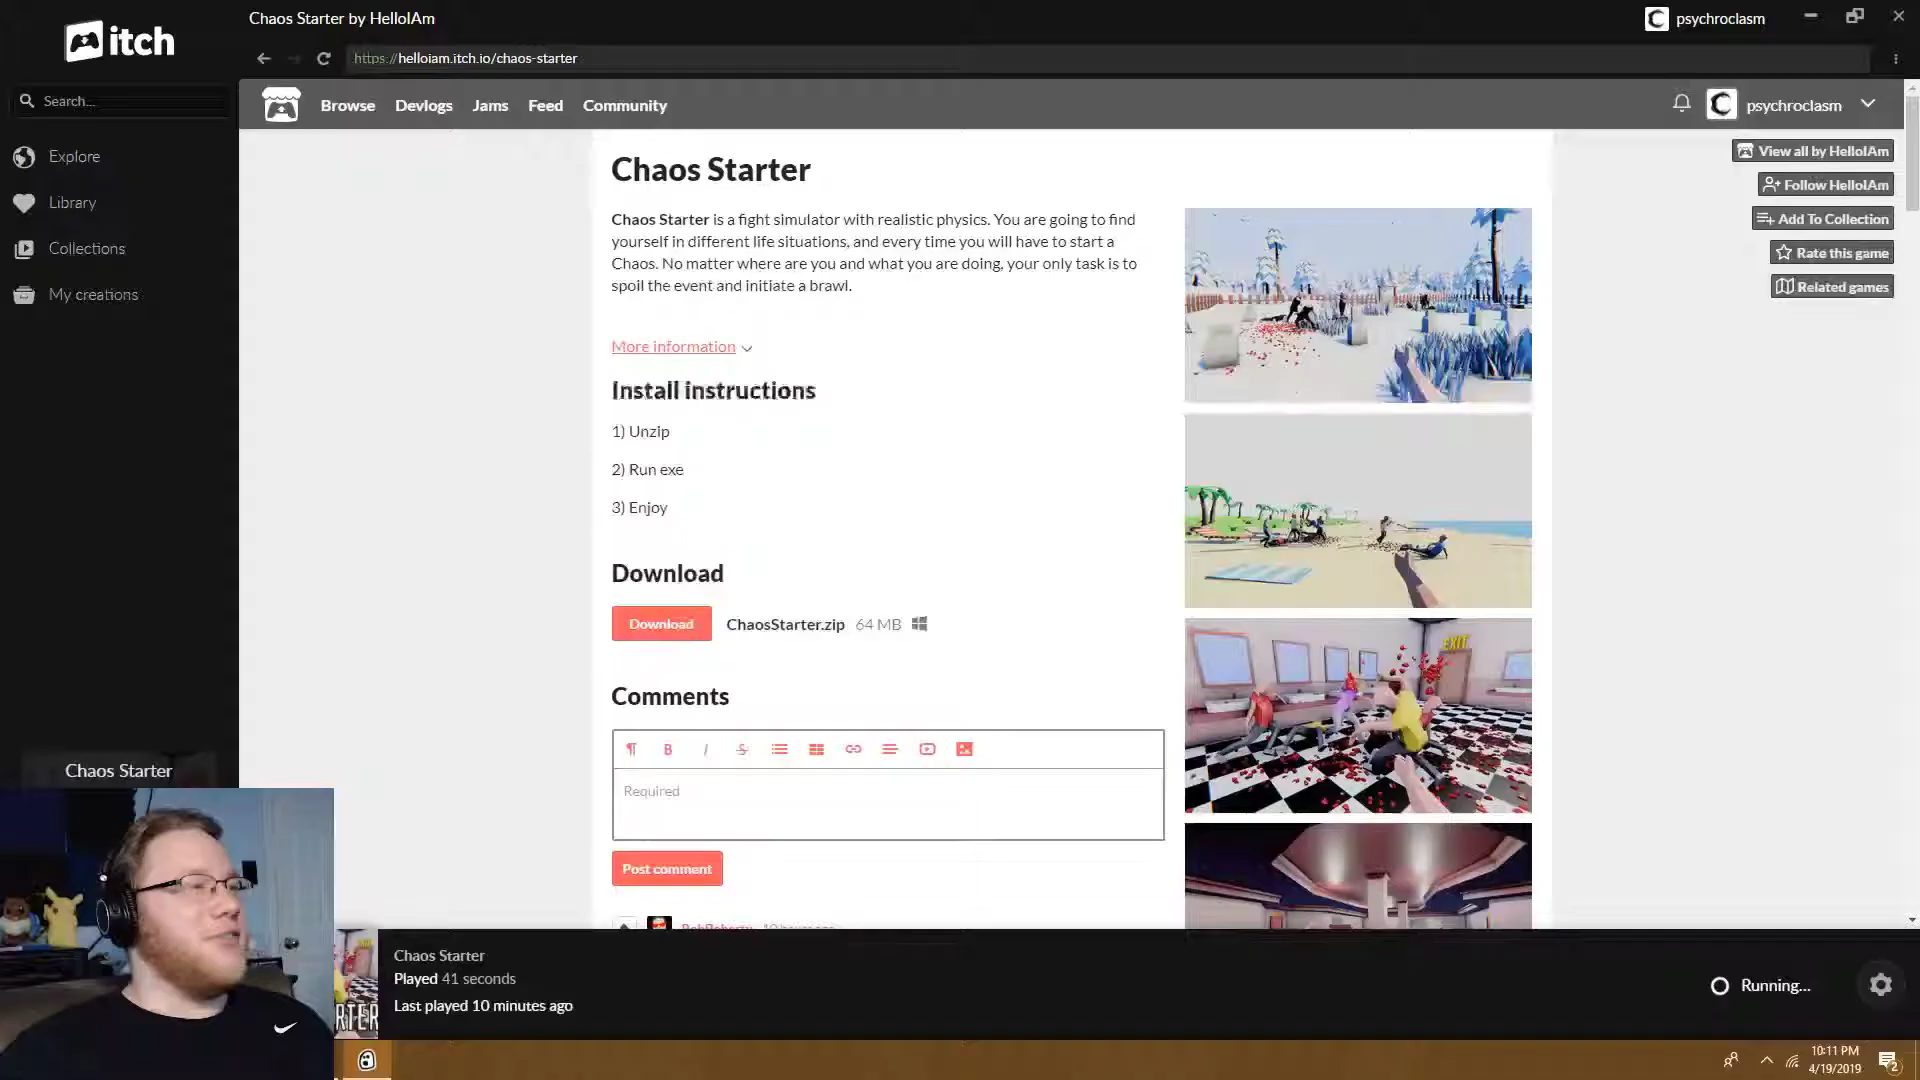 itch
Chaos Starter by HelloIAm
psychroclasm
https://helloiam.itch.io/chaos-starter
Search...
Explore
Library
Collections
My creations
Chaos Starter
Browse Devlogs Jams Feed Community
psychroclasm
View all by HelloIAm
Follow HelloIAm
Add To Collection
Rate this game
Related games
Chaos Starter
Chaos Starter is a fight simulator with realistic physics. You are going to find
yourself in different life situations, and every time you will have to start a
Chaos. No matter where are you and what you are doing, your only task is to
spoil the event and initiate a brawl.
More information
Install instructions
1) Unzip
2) Run exe
3) Enjoy
Download
Download ChaosStarter.zip 64 MB
Comments
B I S
Required
Post comment
EXIT
RTER
Chaos Starter
Played 41 seconds
Last played 10 minutes ago
Running...
10:11 PM
4/19/2019
2